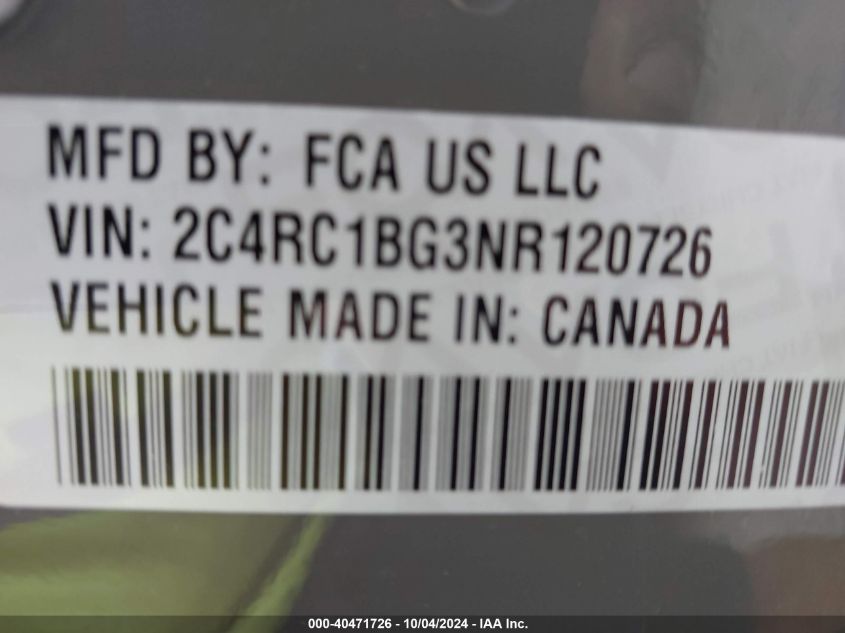 MFD BY: FCA US LLC
VIN: 2C4RC1BG3NR120726
VEHICLE MADE IN: CANADA
000-40471726 - 10/04/2024 - IAA Inc.